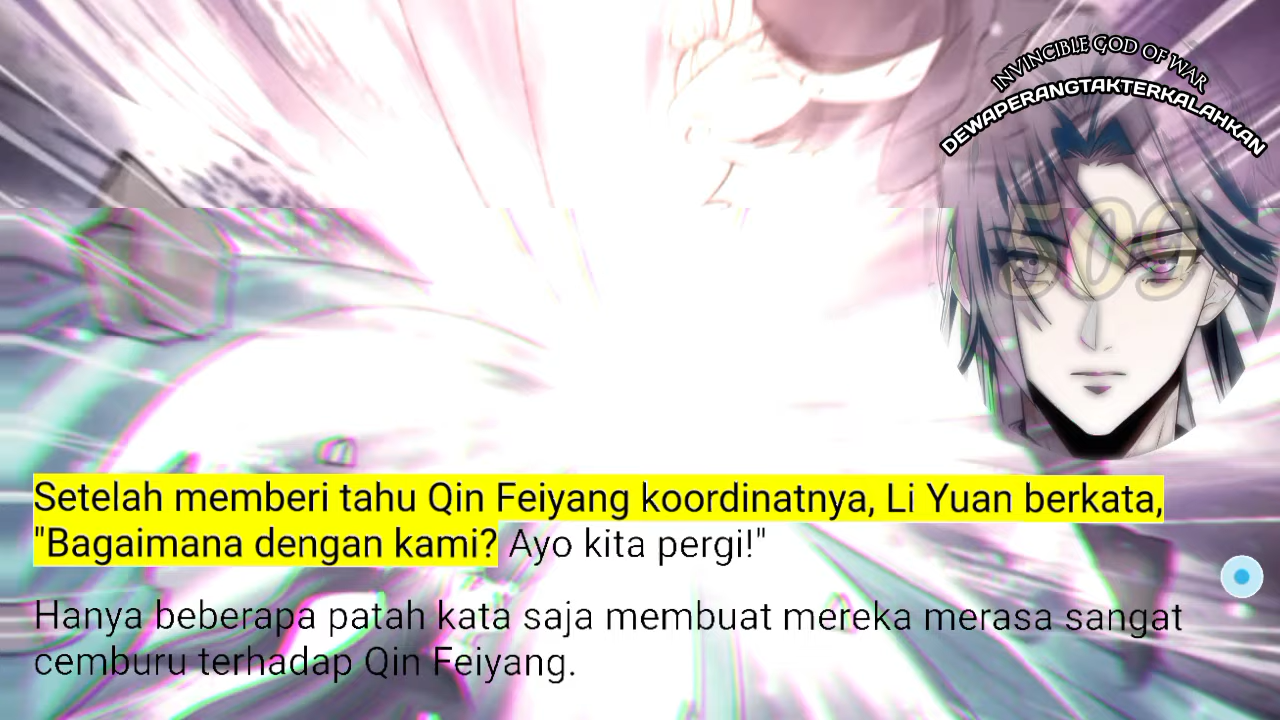 INVINCIBLE GOD OF WAR
DEWAPERANGTAKTERKALAHKAN
509
Setelah memberi tahu Qin Feiyang koordinatnya, Li Yuan berkata,
"Bagaimana dengan kami? Ayo kita pergi!"
Hanya beberapa patah kata saja membuat mereka merasa sangat
cemburu terhadap Qin Feiyang.